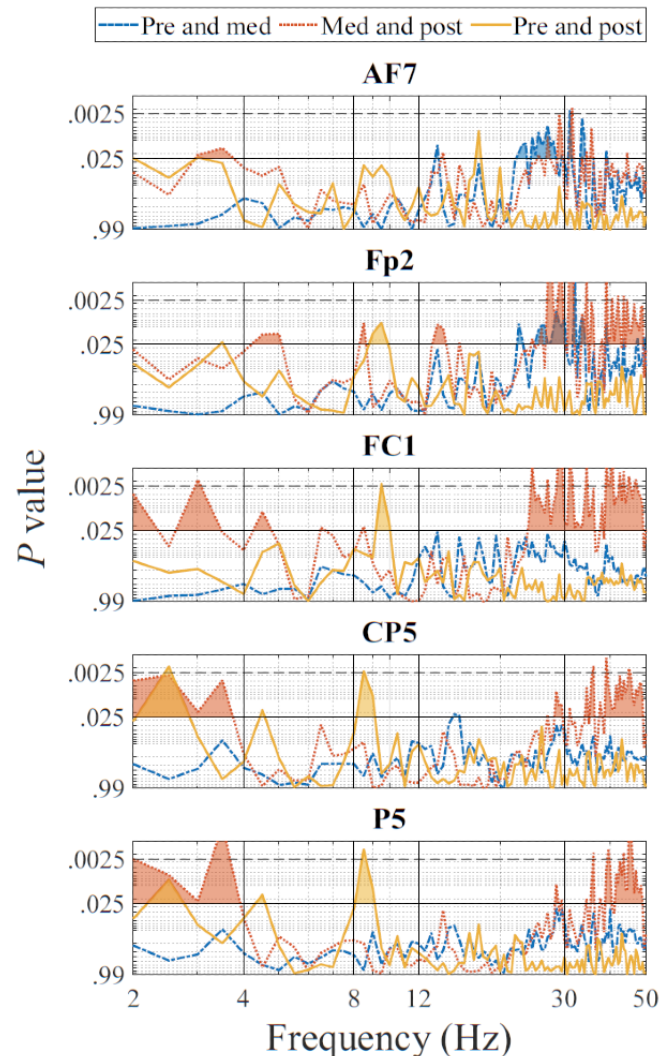 Pre and med Med and post Pre and post
AF7
.0025
.025
.99
Fp2
.0025
.025
.99
FC1
.0025
.025
.99
P value
CP5
.0025
.025
.99
P5
.0025
.025
.99
2 4 8 12 30 50
Frequency (Hz)